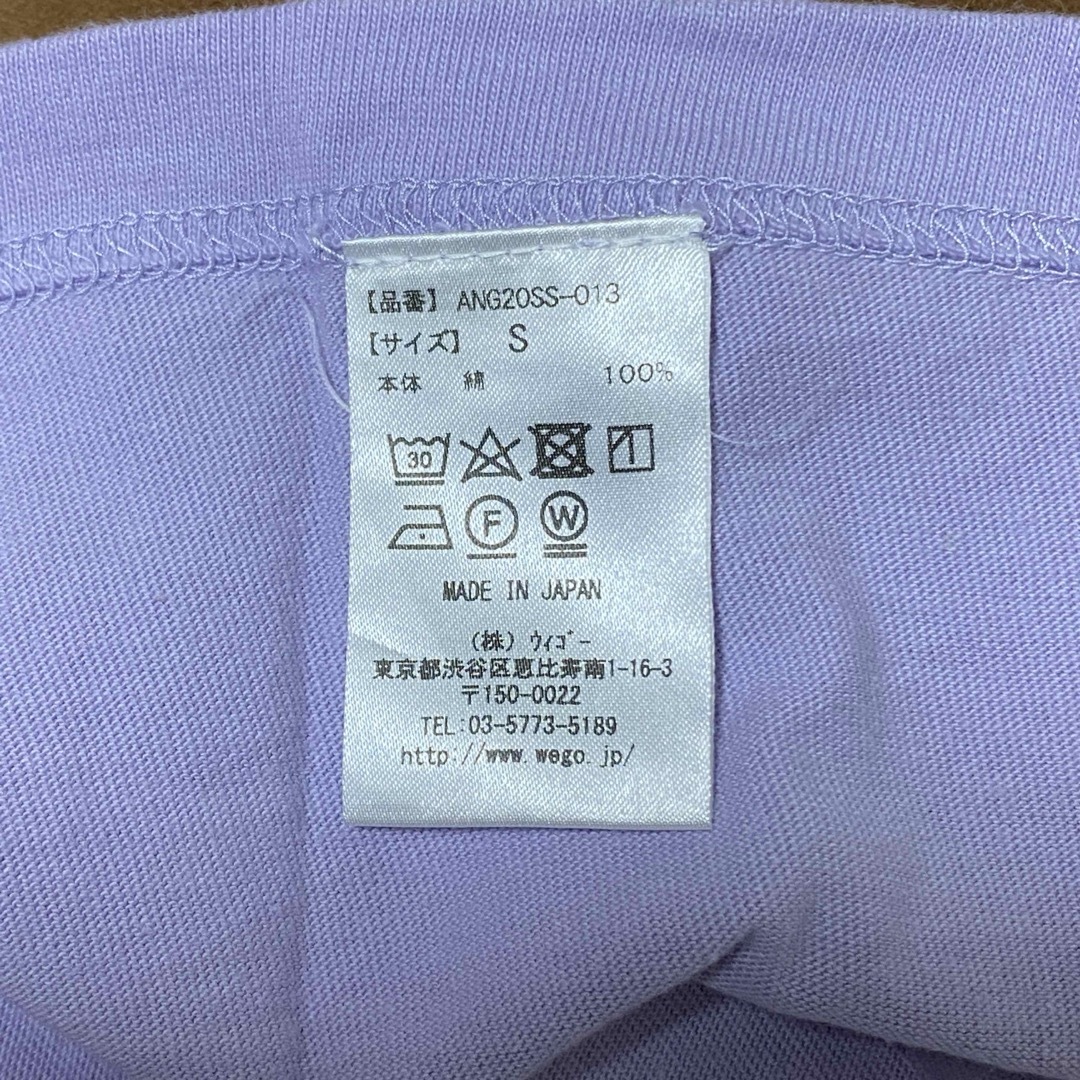 【品番】 ANG20SS-013
【サイズ】 S
本体 綿 100%
30
F W
MADE IN JAPAN
(株) ウィゴー
東京都渋谷区恵比寿南1-16-3
〒150-0022
TEL:03-5773-5189
http://www.wego.jp/